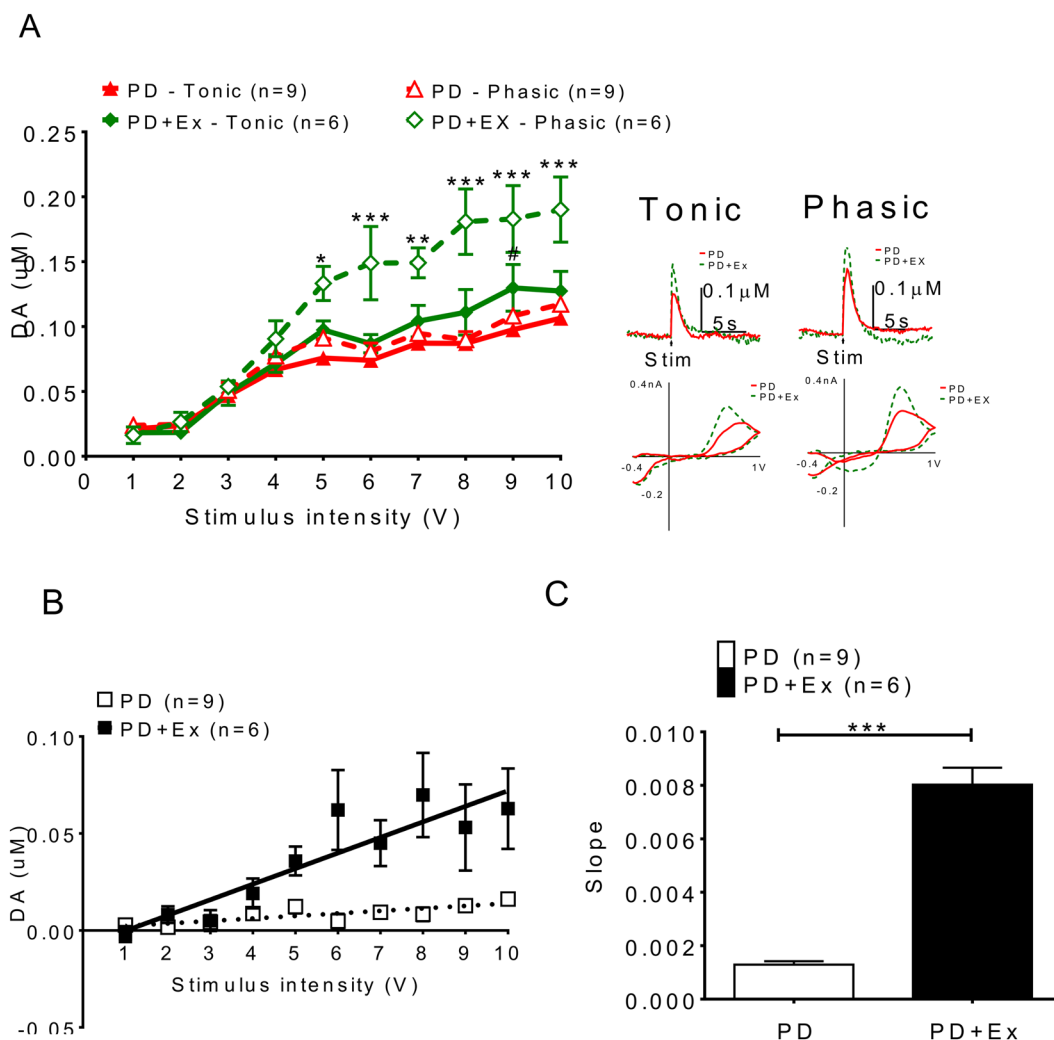 A
PD - Tonic (n=9)
PD - Phasic (n=9)
PD+Ex - Tonic (n=6)
PD+EX - Phasic (n=6)
0.25
0.20
0.15
0.10
0.05
0.00
DA (uM)
* *** ** *** *** ***
#
0 1 2 3 4 5 6 7 8 9 10
Stimulus intensity (V)
Tonic
Phasic
PD
PD+Ex
0.1 μM
5s
Stim
PD
PD+EX
0.1 μM
5s
Stim
0.4nA
PD
PD+Ex
-0.4
1V
-0.2
0.4nA
PD
PD+EX
-0.4
1V
-0.2
B
PD (n=9)
PD+Ex (n=6)
0.10
0.05
0.00
-0.05
DA (uM)
1 2 3 4 5 6 7 8 9 10
Stimulus intensity (V)
C
PD (n=9)
PD+Ex (n=6)
0.010
0.008
0.006
0.004
0.002
0.000
Slope
***
PD
PD+Ex